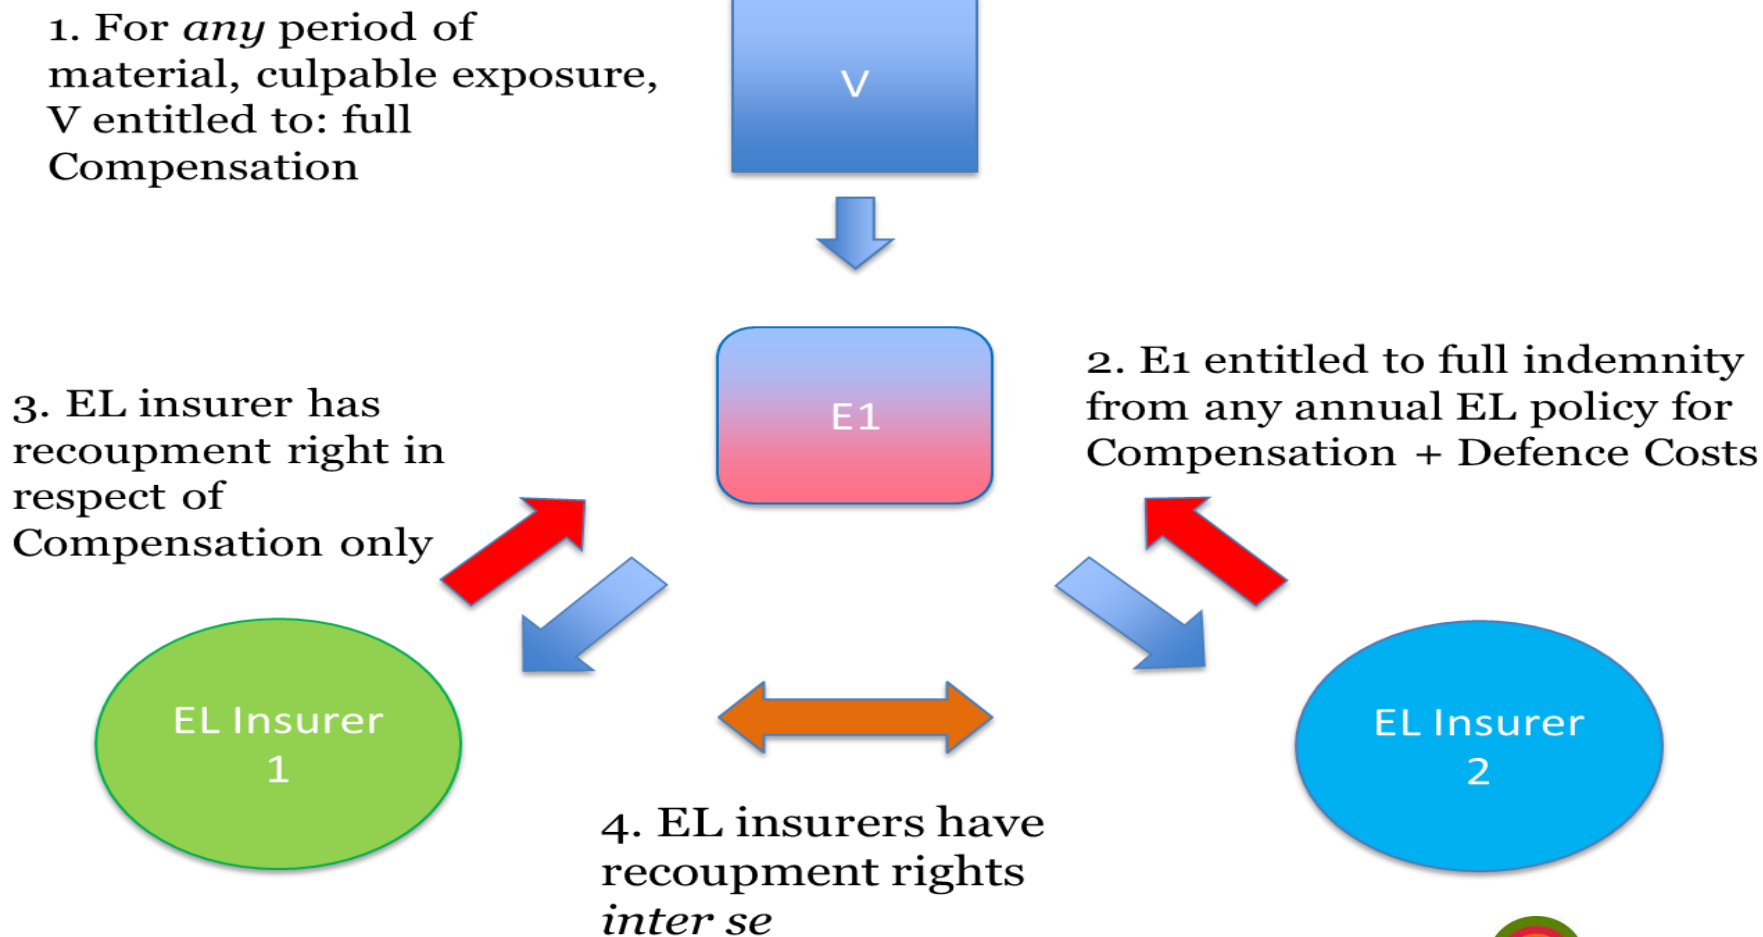 1. For any period of
material, culpable exposure,
V entitled to: full
Compensation
V
E1
2. E1 entitled to full indemnity
from any annual EL policy for
Compensation + Defence Costs
3. EL insurer has
recoupment right in
respect of
Compensation only
EL Insurer
1
EL Insurer
2
4. EL insurers have
recoupment rights
inter se